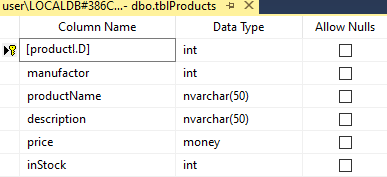 user\LOCALDB#386C...- dbo.tblProducts
Column Name Data Type Allow Nulls
[productI.D] int
manufactor int
productName nvarchar(50)
description nvarchar(50)
price money
inStock int